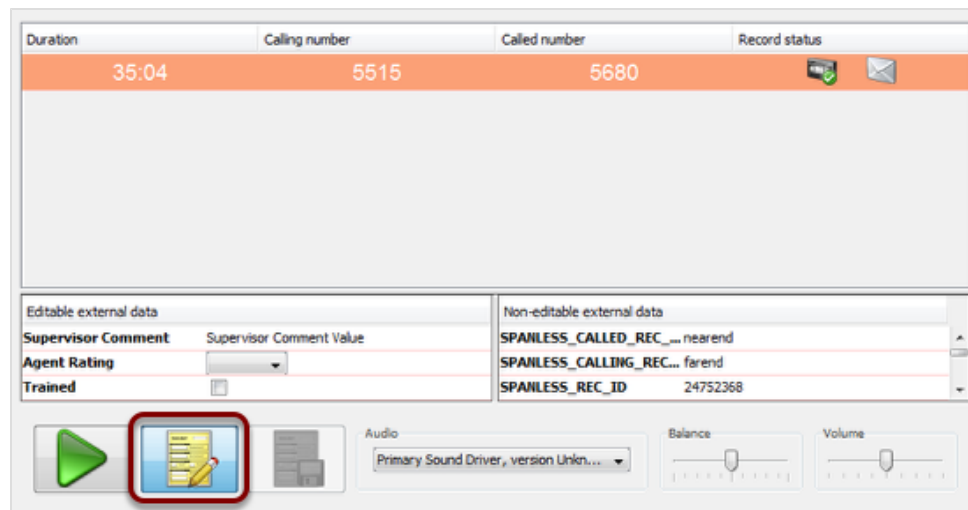 Duration Calling number Called number Record status
35:04 5515 5680
Editable external data Non-editable external data
Supervisor Comment Supervisor Comment Value SPANLESS_CALLED_REC_... nearend
Agent Rating SPANLESS_CALLING_REC... farend
Trained SPANLESS_REC_ID 24752368
Audio Balance Volume
Primary Sound Driver, version Unkn...